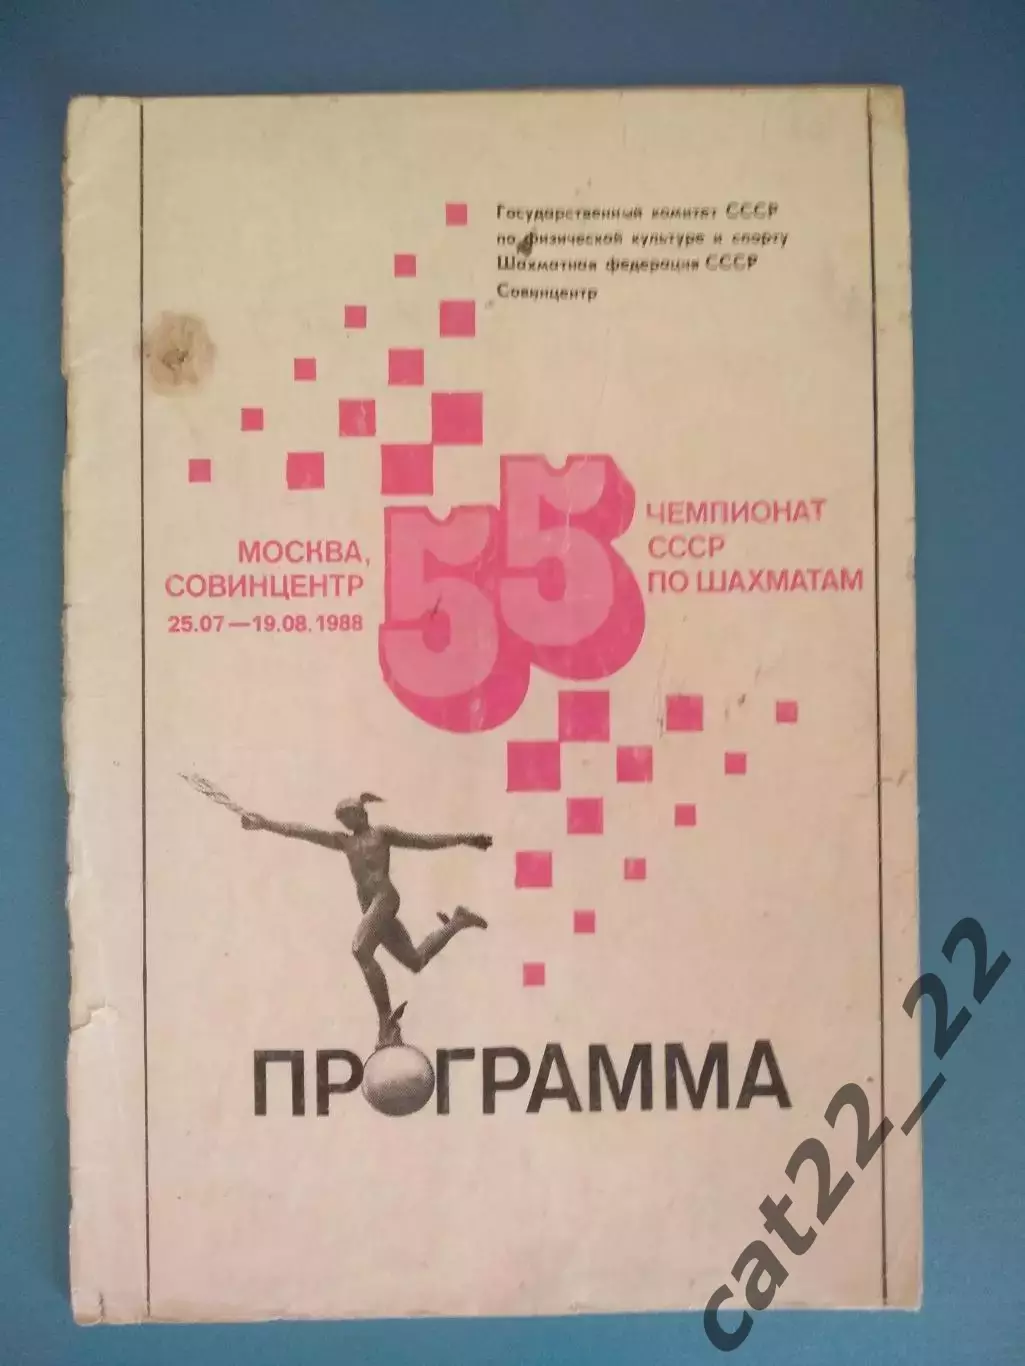 Государственный комитет СССР
по физической культуре и спорту
Шахматная федерация СССР
Совинцентр
55
ЧЕМПИОНАТ
СССР
ПО ШАХМАТАМ
МОСКВА,
СОВИНЦЕНТР
25.07—19.08.1988
ПРОГРАММА
cat22_22